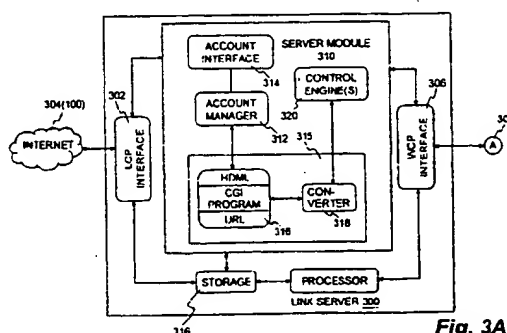 ACCOUNT
INTERFACE
314
SERVER MODULE
310
CONTROL
ENGINE(S)
320
ACCOUNT
MANAGER
312
304(100)
INTERNET
302
LCP
INTERFACE
315
HDML
CGI
PROGRAM
URL
316
CON-
VERTER
318
306
WCP
INTERFACE
A
STORAGE
316
PROCESSOR
LINK SERVER 300
Fig. 3A